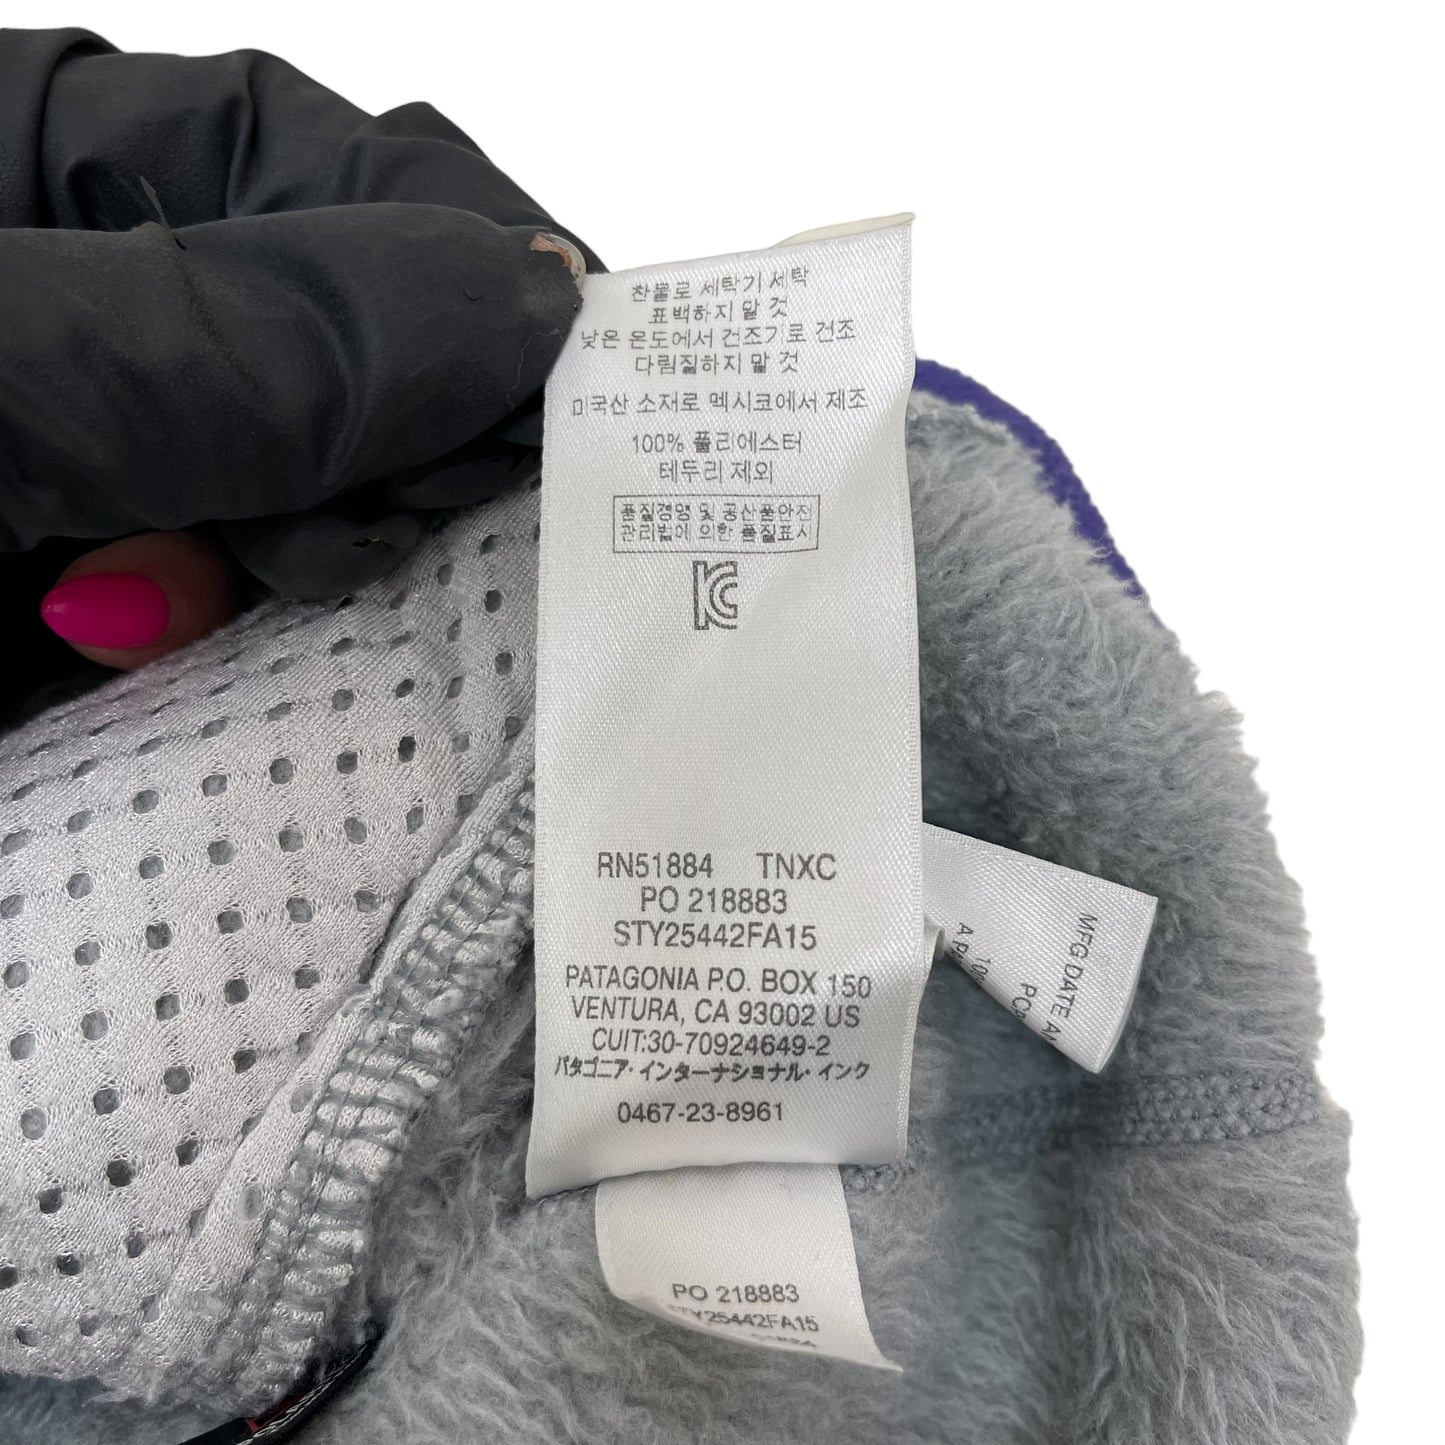 찬물로 세탁기 세탁
표백하지 말 것
낮은 온도에서 건조기로 건조
다림질하지 말 것
미국산 소재로 멕시코에서 제조
100% 폴리에스터
테두리 제외
품질경영 및 공산품안전
관리법에 의한 품질표시
KC
RN51884 TNXC
PO 218883
STY25442FA15
PATAGONIA P.O. BOX 150
VENTURA, CA 93002 US
CUIT:30-70924649-2
パタゴニア・インターナショナル・インク
0467-23-8961
MFG DATE
PO 218883
STY25442FA15